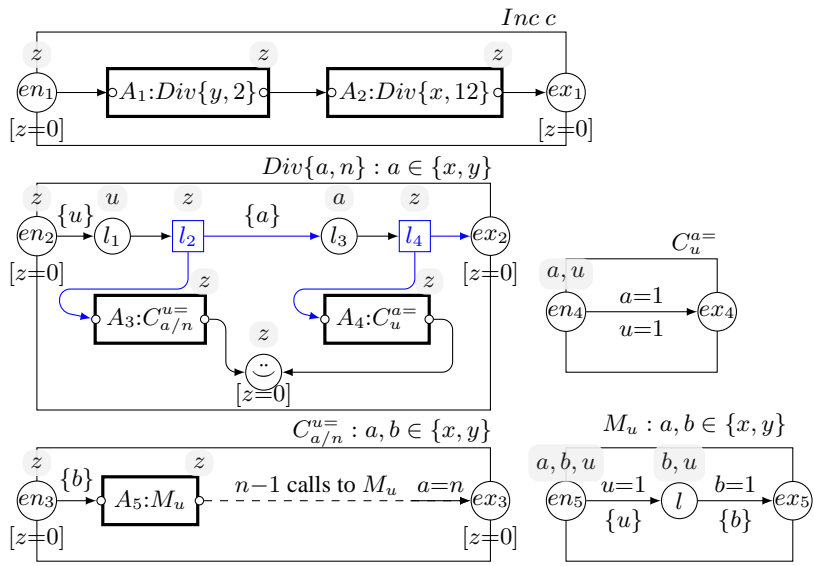 Inc c
z z z
en₁ A₁:Div{y, 2} A₂:Div{x, 12} ex₁
[z=0] [z=0]
Div{a, n} : a ∈ {x, y}
z u z a z
en₂ {u} l₁ l₂ {a} l₃ l₄ ex₂
[z=0] [z=0]
z z
A₃:C^{u=}_{a/n} A₄:C^{a=}_{u}
z
[z=0]
C^{a=}_{u}
a, u
en₄ a=1 ex₄
u=1
C^{u=}_{a/n} : a, b ∈ {x, y}
z z
en₃ {b} A₅:M_u n−1 calls to M_u a=n ex₃
[z=0] [z=0]
M_u : a, b ∈ {x, y}
a, b, u b, u
en₅ u=1 l b=1 ex₅
{u} {b}